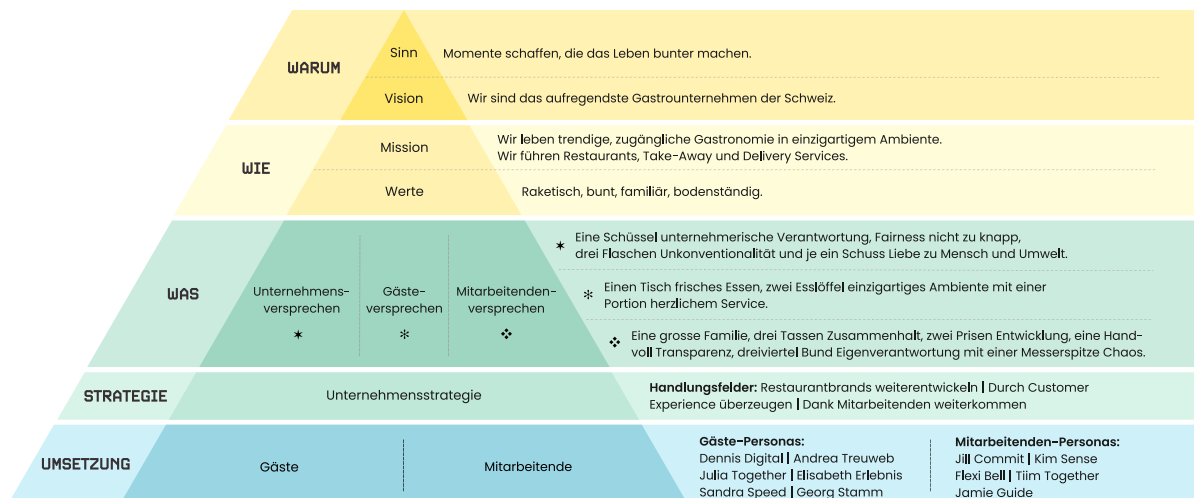 WARUM
Sinn
Momente schaffen, die das Leben bunter machen.
Vision
Wir sind das aufregendste Gastrounternehmen der Schweiz.
WIE
Mission
Wir leben trendige, zugängliche Gastronomie in einzigartigem Ambiente.
Wir führen Restaurants, Take-Away und Delivery Services.
Werte
Raketisch, bunt, familiär, bodenständig.
WAS
Unternehmens-
versprechen
✶
Gäste-
versprechen
✻
Mitarbeitenden-
versprechen
❖
✶ Eine Schüssel unternehmerische Verantwortung, Fairness nicht zu knapp,
drei Flaschen Unkonventionalität und je ein Schuss Liebe zu Mensch und Umwelt.
✻ Einen Tisch frisches Essen, zwei Esslöffel einzigartiges Ambiente mit einer
Portion herzlichem Service.
❖ Eine grosse Familie, drei Tassen Zusammenhalt, zwei Prisen Entwicklung, eine Hand-
voll Transparenz, dreiviertel Bund Eigenverantwortung mit einer Messerspitze Chaos.
STRATEGIE
Unternehmensstrategie
Handlungsfelder: Restaurantbrands weiterentwickeln | Durch Customer
Experience überzeugen | Dank Mitarbeitenden weiterkommen
UMSETZUNG
Gäste
Mitarbeitende
Gäste-Personas:
Dennis Digital | Andrea Treuweb
Julia Together | Elisabeth Erlebnis
Sandra Speed | Georg Stamm
Mitarbeitenden-Personas:
Jill Commit | Kim Sense
Flexi Bell | Tiim Together
Jamie Guide